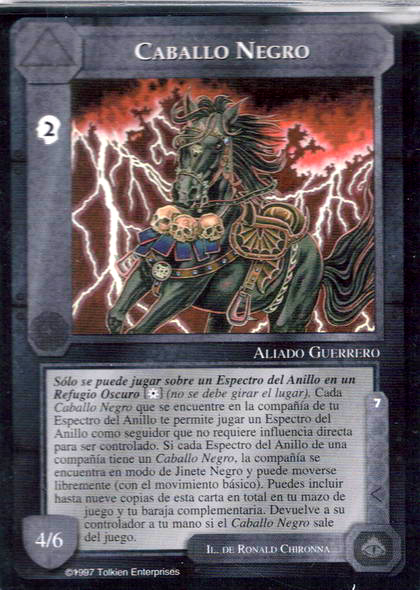 CABALLO NEGRO
2
ALIADO GUERRERO
Sólo se puede jugar sobre un Espectro del Anillo en un
Refugio Oscuro (no se debe girar el lugar). Cada
Caballo Negro que se encuentre en la compañía de tu
Espectro del Anillo te permite jugar un Espectro del
Anillo como seguidor que no requiere influencia directa
para ser controlado. Si cada Espectro del Anillo de una
compañía tiene un Caballo Negro, la compañía se
encuentra en modo de Jinete Negro y puede moverse
libremente (con el movimiento básico). Puedes incluir
hasta nueve copias de esta carta en total en tu mazo de
juego y tu baraja complementaria. Devuelve a su
controlador a tu mano si el Caballo Negro sale
del juego.
7
4/6
IL. DE RONALD CHIRONNA
©1997 Tolkien Enterprises